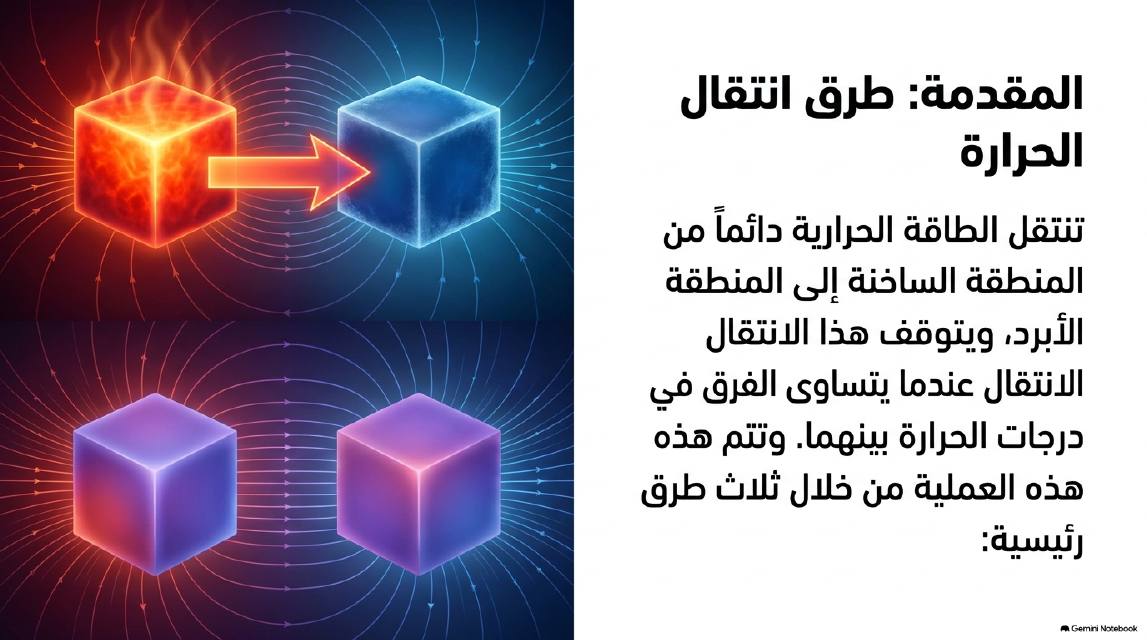 المقدمة: طرق انتقال
الحرارة
تنتقل الطاقة الحرارية دائماً من
المنطقة الساخنة إلى المنطقة
الأبرد، ويتوقف هذا الانتقال
الانتقال عندما يتساوى الفرق في
درجات الحرارة بينهما. وتتم هذه
هذه العملية من خلال ثلاث طرق
رئيسية:
Gemini Notebook